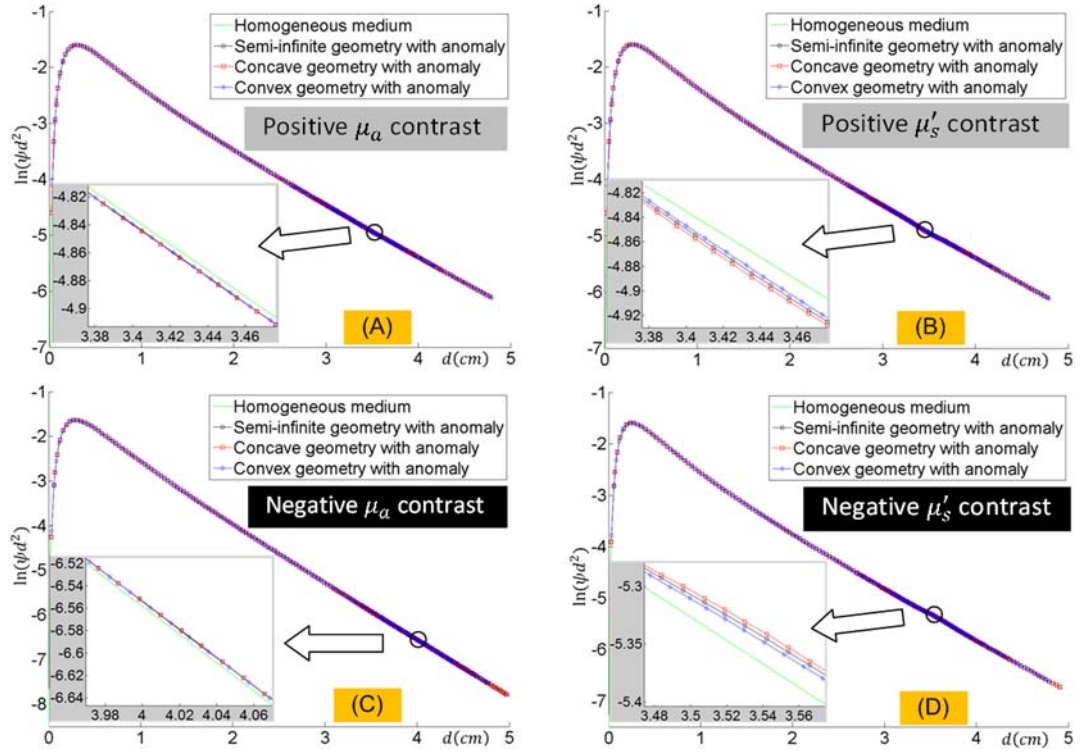 Homogeneous medium
Semi-infinite geometry with anomaly
Concave geometry with anomaly
Convex geometry with anomaly
Positive μ_a contrast
ln(ψd²)
-1
-2
-3
-4
-5
-6
-7
-4.82
-4.84
-4.86
-4.88
-4.9
3.38 3.4 3.42 3.44 3.46
(A)
0 1 2 3 4 5
d(cm)
Homogeneous medium
Semi-infinite geometry with anomaly
Concave geometry with anomaly
Convex geometry with anomaly
Positive μ′_s contrast
ln(ψd²)
-1
-2
-3
-4
-5
-6
-7
-4.82
-4.84
-4.86
-4.88
-4.9
-4.92
3.38 3.4 3.42 3.44 3.46
(B)
0 1 2 3 4 5
d(cm)
Homogeneous medium
Semi-infinite geometry with anomaly
Concave geometry with anomaly
Convex geometry with anomaly
Negative μ_a contrast
ln(ψd²)
-1
-2
-3
-4
-5
-6
-7
-8
-6.52
-6.54
-6.56
-6.58
-6.6
-6.62
-6.64
3.98 4 4.02 4.04 4.06
(C)
0 1 2 3 4 5
d(cm)
Homogeneous medium
Semi-infinite geometry with anomaly
Concave geometry with anomaly
Convex geometry with anomaly
Negative μ′_s contrast
ln(ψd²)
-1
-2
-3
-4
-5
-6
-7
-5.3
-5.35
-5.4
3.48 3.5 3.52 3.54 3.56
(D)
0 1 2 3 4 5
d(cm)